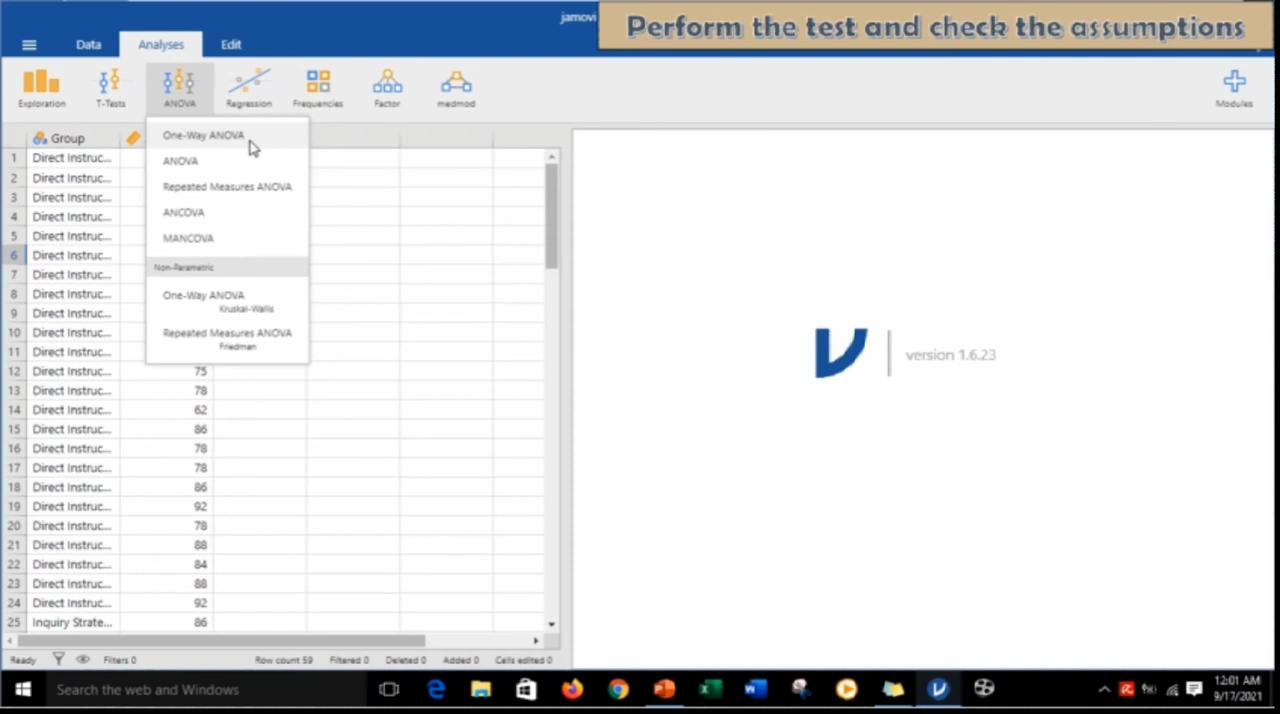 jamovi
Perform the test and check the assumptions
Data
Analyses
Edit
Exploration
T-Tests
ANOVA
Regression
Frequencies
Factor
medmod
Modules
Group
One-Way ANOVA
ANOVA
Repeated Measures ANOVA
ANCOVA
MANCOVA
Non-Parametric
One-Way ANOVA
Kruskal-Wallis
Repeated Measures ANOVA
Friedman
1 Direct Instruc...
2 Direct Instruc...
3 Direct Instruc...
4 Direct Instruc...
5 Direct Instruc...
6 Direct Instruc...
7 Direct Instruc...
8 Direct Instruc...
9 Direct Instruc...
10 Direct Instruc...
11 Direct Instruc...
12 Direct Instruc... 75
13 Direct Instruc... 78
14 Direct Instruc... 62
15 Direct Instruc... 86
16 Direct Instruc... 78
17 Direct Instruc... 78
18 Direct Instruc... 86
19 Direct Instruc... 92
20 Direct Instruc... 78
21 Direct Instruc... 88
22 Direct Instruc... 84
23 Direct Instruc... 88
24 Direct Instruc... 92
25 Inquiry Strate... 86
version 1.6.23
Ready Filters 0 Row count 59 Filtered 0 Deleted 0 Added 0 Cells edited 0
Search the web and Windows
12:01 AM
9/17/2021